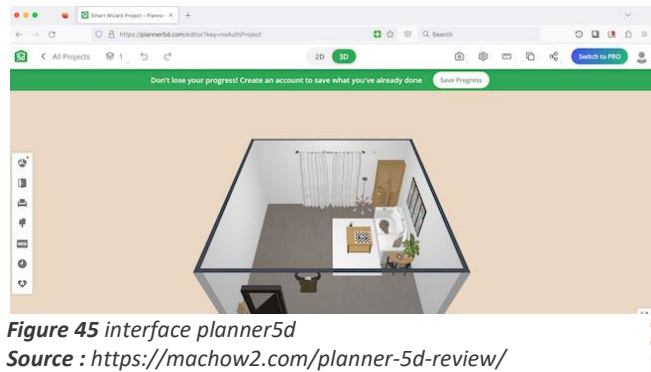 Smart Wizard Project - Planne
https://planner5d.com/editor?key=noAuthProject
Search
5d
All Projects
1
2D
3D
Switch to PRO
Don't lose your progress! Create an account to save what you've already done
Save Progress
NEW
Figure 45 interface planner5d
Source : https://machow2.com/planner-5d-review/